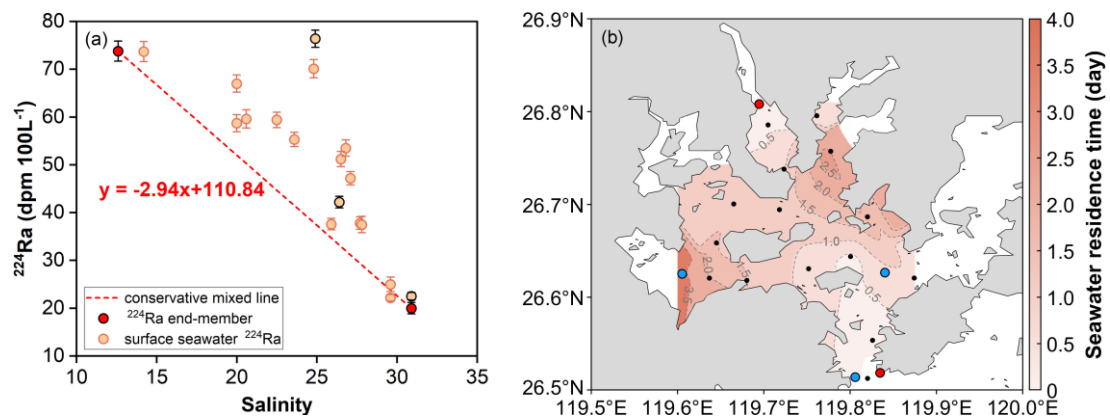 (a)
80
70
60
50
40
30
20
10
²²⁴Ra (dpm 100L⁻¹)
y = -2.94x+110.84
conservative mixed line
²²⁴Ra end-member
surface seawater ²²⁴Ra
10 15 20 25 30 35
Salinity
(b)
26.9°N
26.8°N
26.7°N
26.6°N
26.5°N
0.5
2.5
2.0
1.5
1.0
2.0
1.5
3.5
0.5
119.5°E 119.6°E 119.7°E 119.8°E 119.9°E 120.0°E
4.0
3.5
3.0
2.5
2.0
1.5
1.0
0.5
0
Seawater residence time (day)